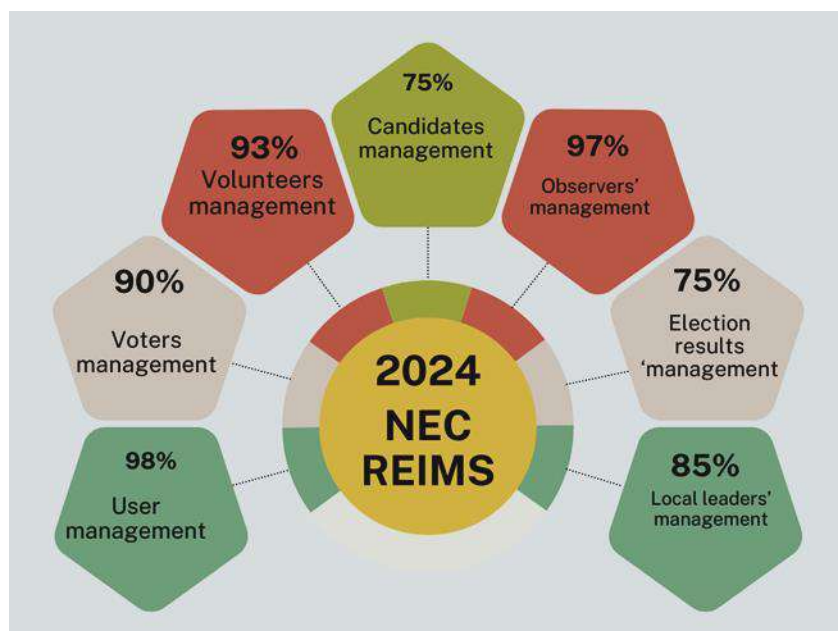 75%
Candidates
management
93%
Volunteers
management
97%
Observers’
management
90%
Voters
management
75%
Election
results
‘management
2024
NEC
REIMS
98%
User
management
85%
Local leaders’
management